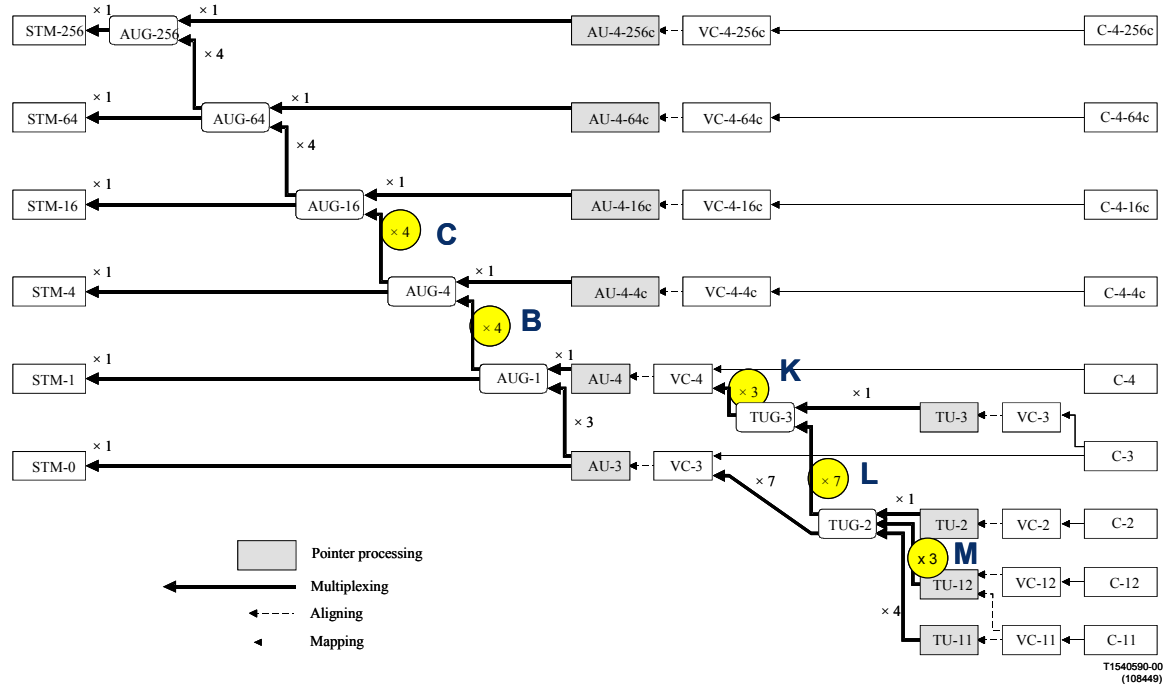 × 1 × 1
STM-256 AUG-256 AU-4-256c VC-4-256c C-4-256c
× 4
× 1 × 1
STM-64 AUG-64 AU-4-64c VC-4-64c C-4-64c
× 4
× 1 × 1
STM-16 AUG-16 AU-4-16c VC-4-16c C-4-16c
× 4 C
× 1 × 1
STM-4 AUG-4 AU-4-4c VC-4-4c C-4-4c
× 4 B
× 1 × 1
STM-1 AUG-1 AU-4 VC-4 C-4
× 3 K
× 1
TUG-3 TU-3 VC-3
× 3
× 1
STM-0 AU-3 VC-3 C-3
× 7 × 7 L
× 1
TUG-2 TU-2 VC-2 C-2
x 3 M
TU-12 VC-12 C-12
× 4
TU-11 VC-11 C-11
Pointer processing
Multiplexing
Aligning
Mapping
T1540590-00
(108449)